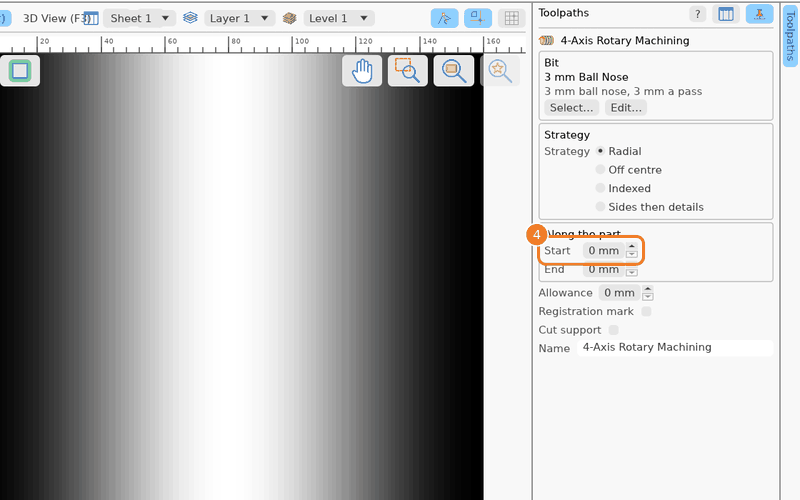 3D View (F3)
Sheet 1
Layer 1
Level 1
20 40 60 80 100 120 140 160
Toolpaths
?
Toolpaths
4-Axis Rotary Machining
Bit
3 mm Ball Nose
3 mm ball nose, 3 mm a pass
Select... Edit...
Strategy
Strategy Radial
Off centre
Indexed
Sides then details
4 Along the part
Start 0 mm
End 0 mm
Allowance 0 mm
Registration mark
Cut support
Name 4-Axis Rotary Machining